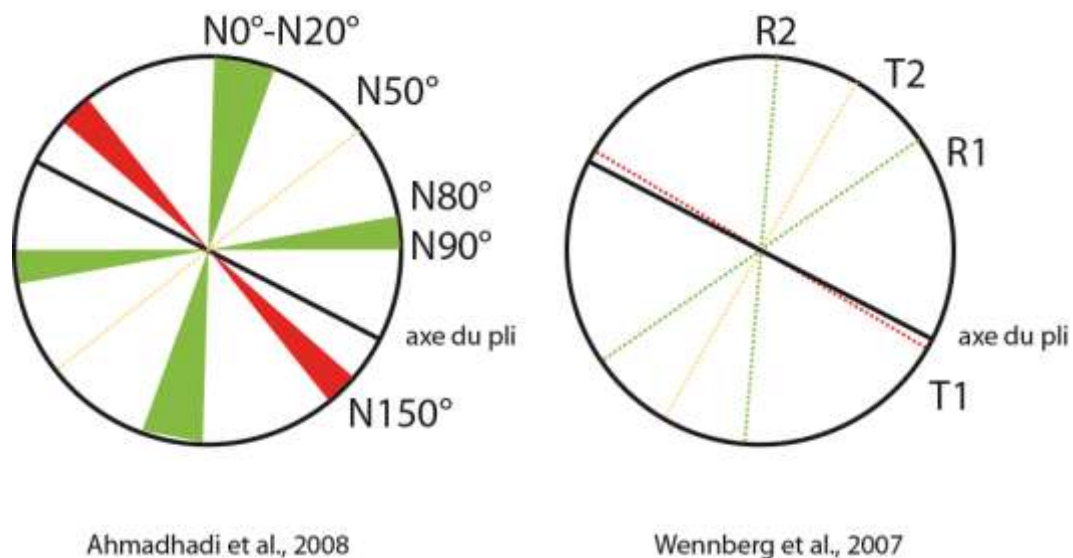 N0°-N20°
N50°
N80°
N90°
axe du pli
N150°
Ahmadhadi et al., 2008
R2
T2
R1
axe du pli
T1
Wennberg et al., 2007